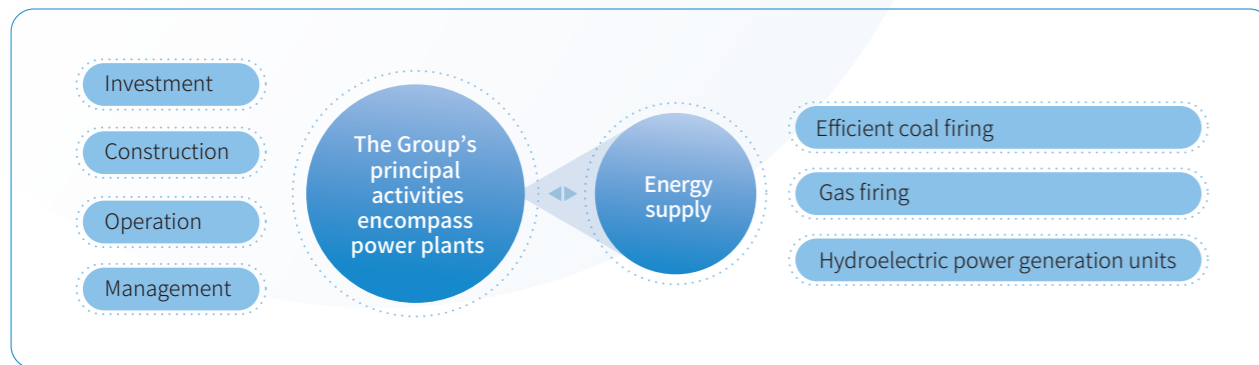 Investment
Construction
Operation
Management
The Group’s
principal
activities
encompass
power plants
Energy
supply
Efficient coal firing
Gas firing
Hydroelectric power generation units